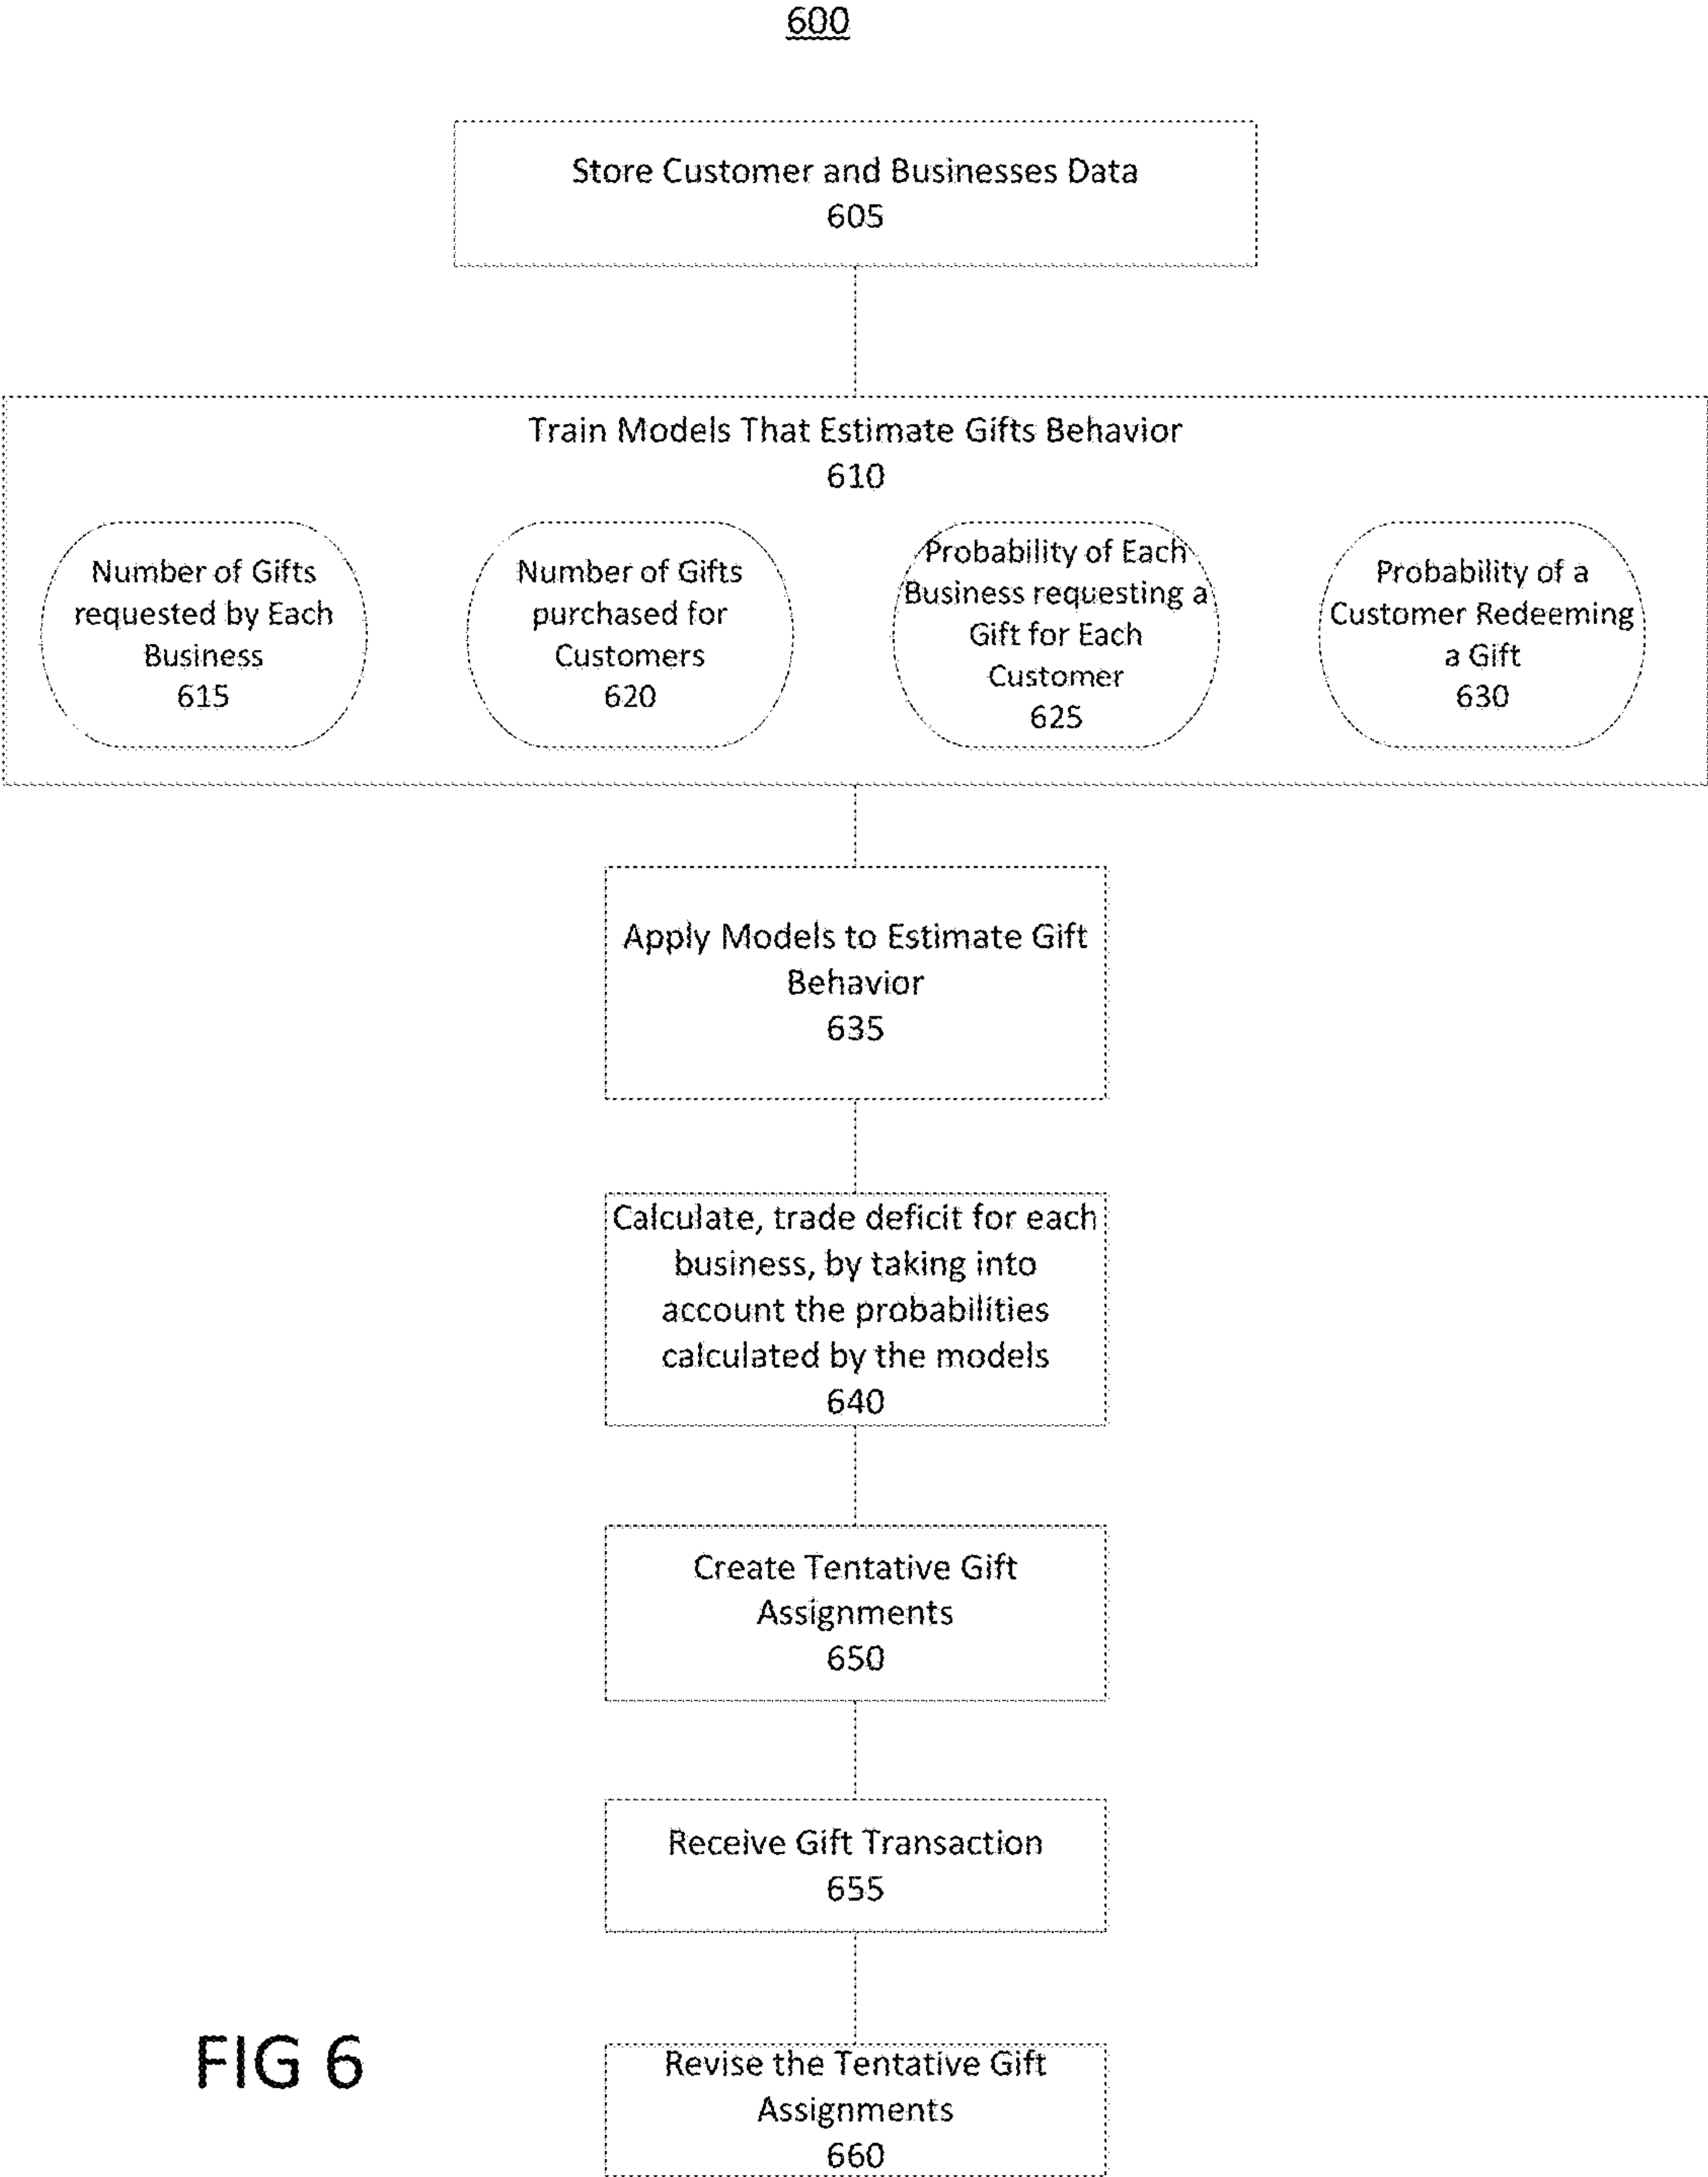 600
Store Customer and Businesses Data
605
Train Models That Estimate Gifts Behavior
610
Number of Gifts
requested by Each
Business
615
Number of Gifts
purchased for
Customers
620
Probability of Each
Business requesting a
Gift for Each
Customer
625
Probability of a
Customer Redeeming
a Gift
630
Apply Models to Estimate Gift
Behavior
635
Calculate, trade deficit for each
business, by taking into
account the probabilities
calculated by the models
640
Create Tentative Gift
Assignments
650
Receive Gift Transaction
655
Revise the Tentative Gift
Assignments
660
FIG 6